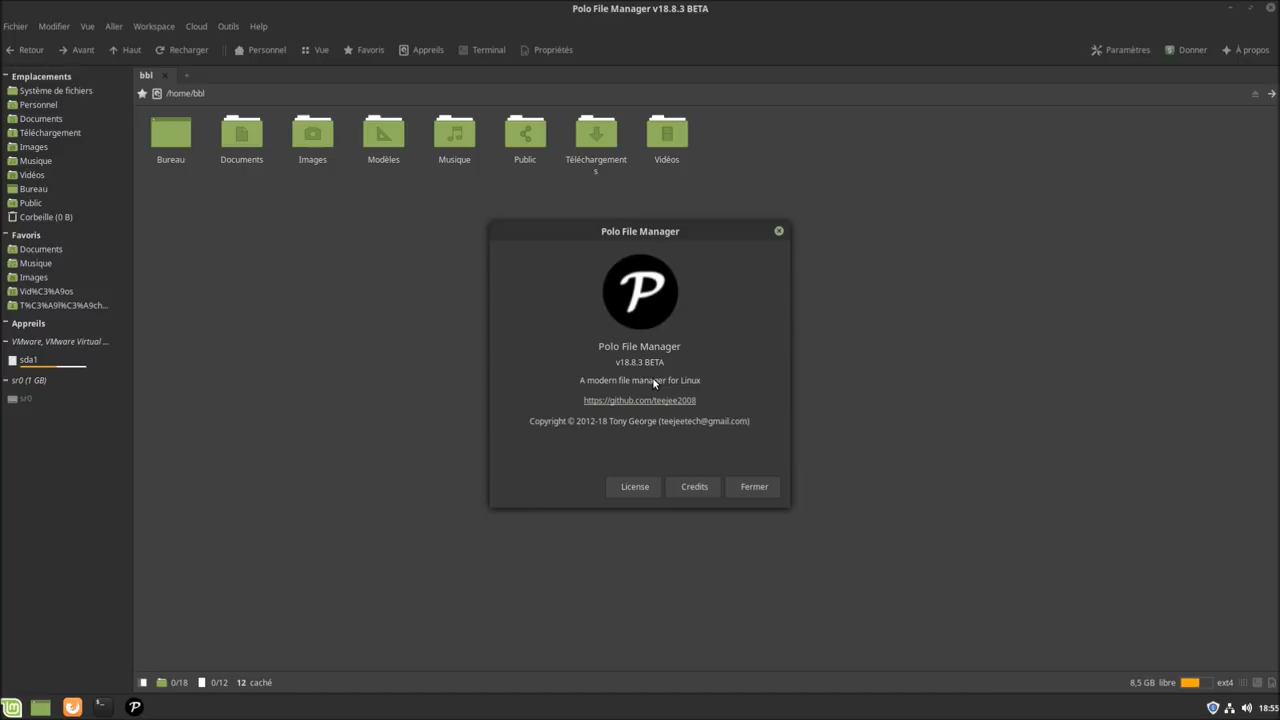 Polo File Manager v18.8.3 BETA
Fichier Modifier Vue Aller Workspace Cloud Outils Help
Retour Avant Haut Recharger Personnel Vue Favoris Appareils Terminal Propriétés Paramètres Donner À propos
Emplacements
Système de fichiers
Personnel
Documents
Téléchargement
Images
Musique
Vidéos
Bureau
Public
Corbeille (0 B)
Favoris
Documents
Musique
Images
Vid%C3%A9os
T%C3%A9l%C3%A9ch...
Appareils
VMware, VMware Virtual ...
sda1
sr0 (1 GB)
sr0
bbl
/home/bbl
Bureau Documents Images Modèles Musique Public Téléchargement Vidéos
s
Polo File Manager
P
Polo File Manager
v18.8.3 BETA
A modern file manager for Linux
https://github.com/teejee2008
Copyright © 2012-18 Tony George (teejeetech@gmail.com)
License Credits Fermer
0/18 0/12 12 caché 8,5 GB libre ext4
18:55